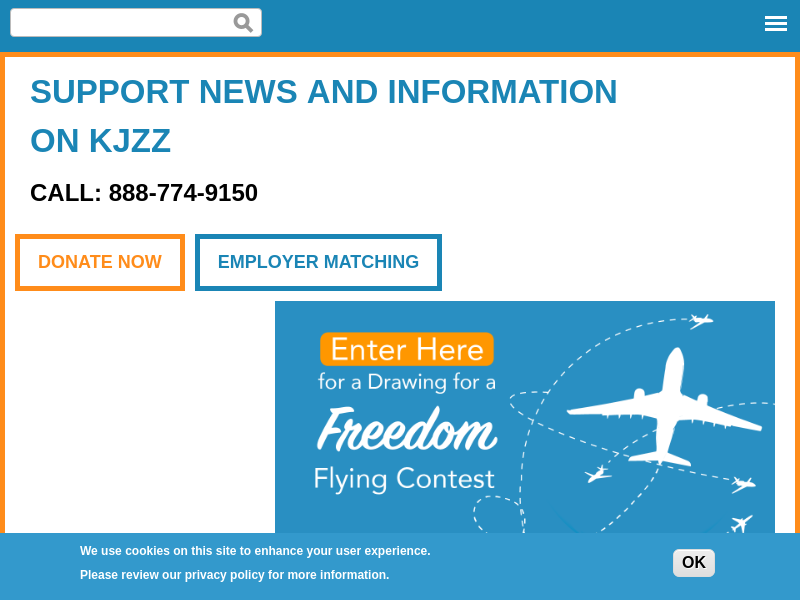 SUPPORT NEWS AND INFORMATION
ON KJZZ
CALL: 888-774-9150
DONATE NOW
EMPLOYER MATCHING
Enter Here
for a Drawing for a
Freedom
Flying Contest
We use cookies on this site to enhance your user experience.
Please review our privacy policy for more information.
OK